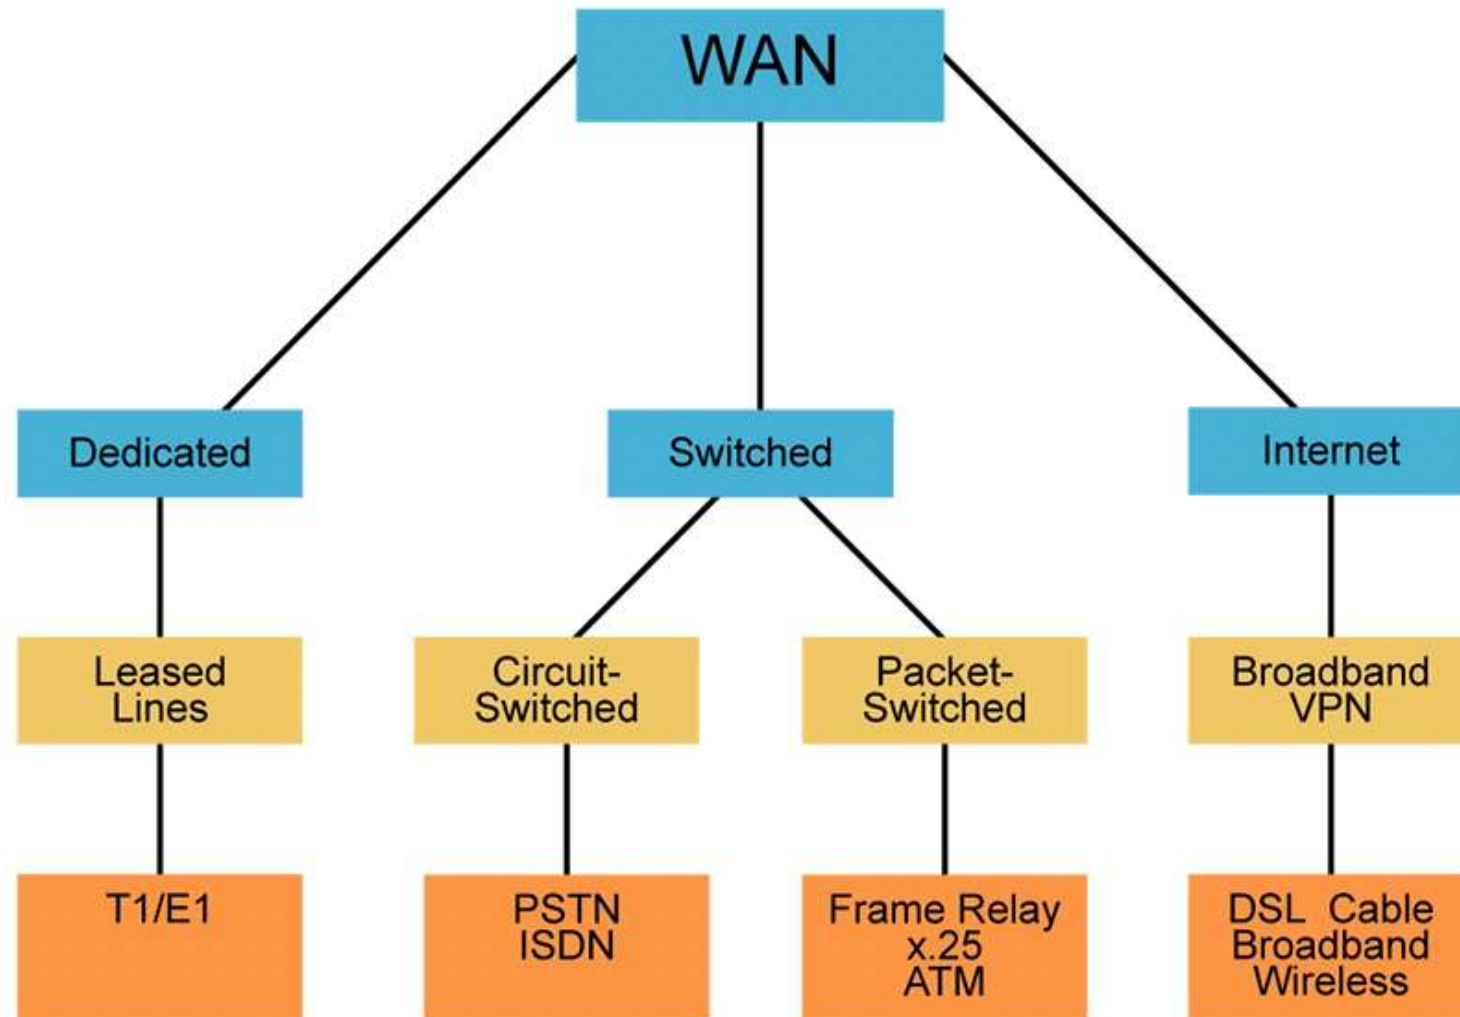 WAN
Dedicated
Switched
Internet
Leased
Lines
Circuit-
Switched
Packet-
Switched
Broadband
VPN
T1/E1
PSTN
ISDN
Frame Relay
x.25
ATM
DSL  Cable
Broadband
Wireless